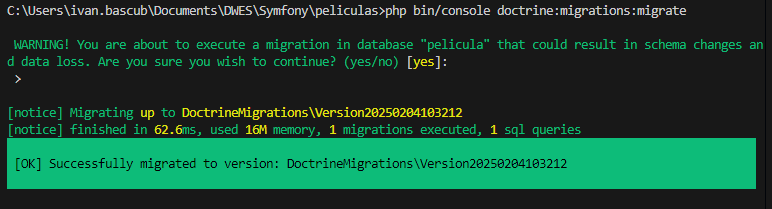 C:\Users\ivan.bascub\Documents\DWES\Symfony\peliculas>php bin/console doctrine:migrations:migrate
WARNING! You are about to execute a migration in database "pelicula" that could result in schema changes an
d data loss. Are you sure you wish to continue? (yes/no) [yes]:
>
[notice] Migrating up to DoctrineMigrations\Version20250204103212
[notice] finished in 62.6ms, used 16M memory, 1 migrations executed, 1 sql queries
[OK] Successfully migrated to version: DoctrineMigrations\Version20250204103212